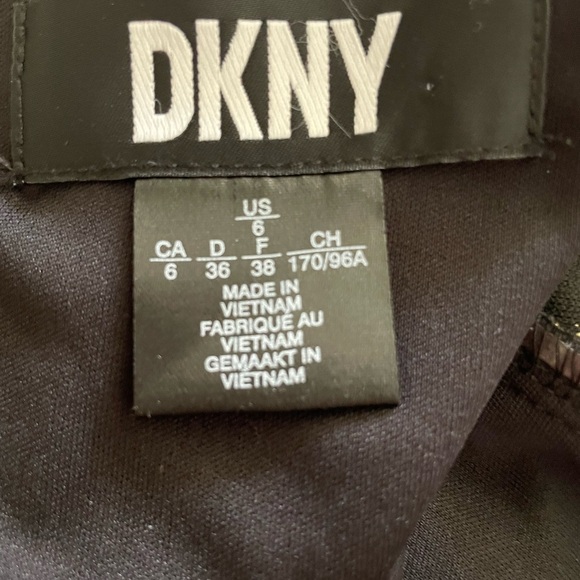 DKNY
US
6
CA D F CH
6 36 38 170/96A
MADE IN
VIETNAM
FABRIQUÉ AU
VIETNAM
GEMAAKT IN
VIETNAM